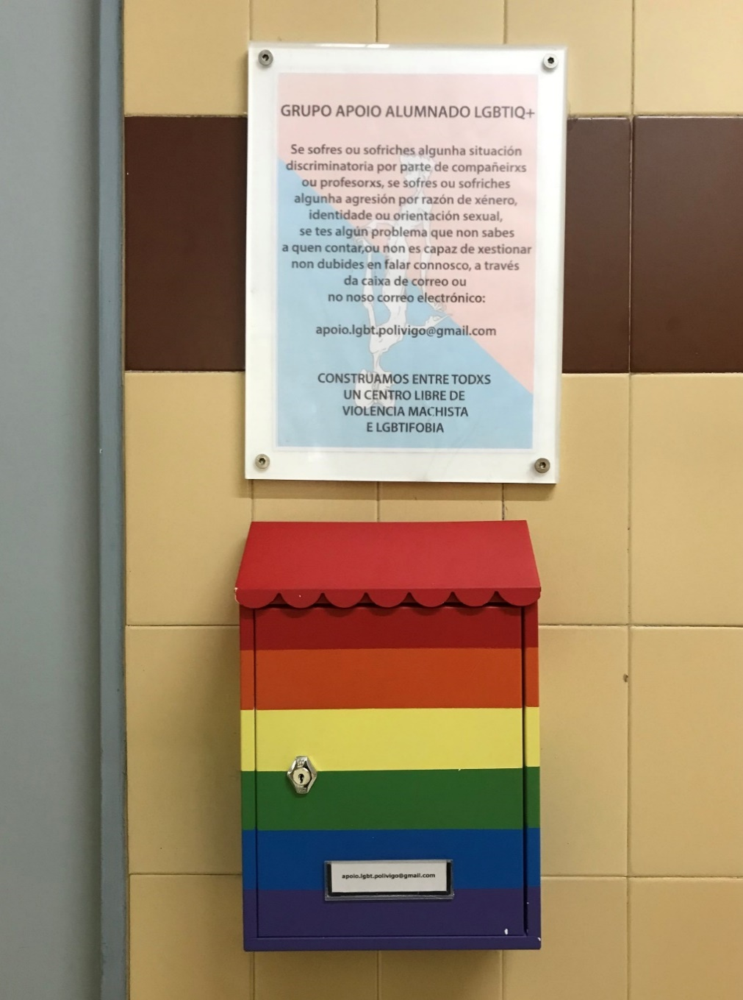 GRUPO APOIO ALUMNADO LGBTIQ+
Se sofres ou sofriches algunha situación
discriminatoria por parte de compañeirxs
ou profesorxs, se sofres ou sofriches
algunha agresión por razón de xénero,
identidade ou orientación sexual,
se tes algún problema que non sabes
a quen contar,ou non es capaz de xestionar
non dubides en falar connosco, a través
da caixa de correo ou
no noso correo electrónico:
apoio.lgbt.polivigo@gmail.com
CONSTRUAMOS ENTRE TODXS
UN CENTRO LIBRE DE
VIOLENCIA MACHISTA
E LGBTIFOBIA
apoio.lgbt.polivigo@gmail.com